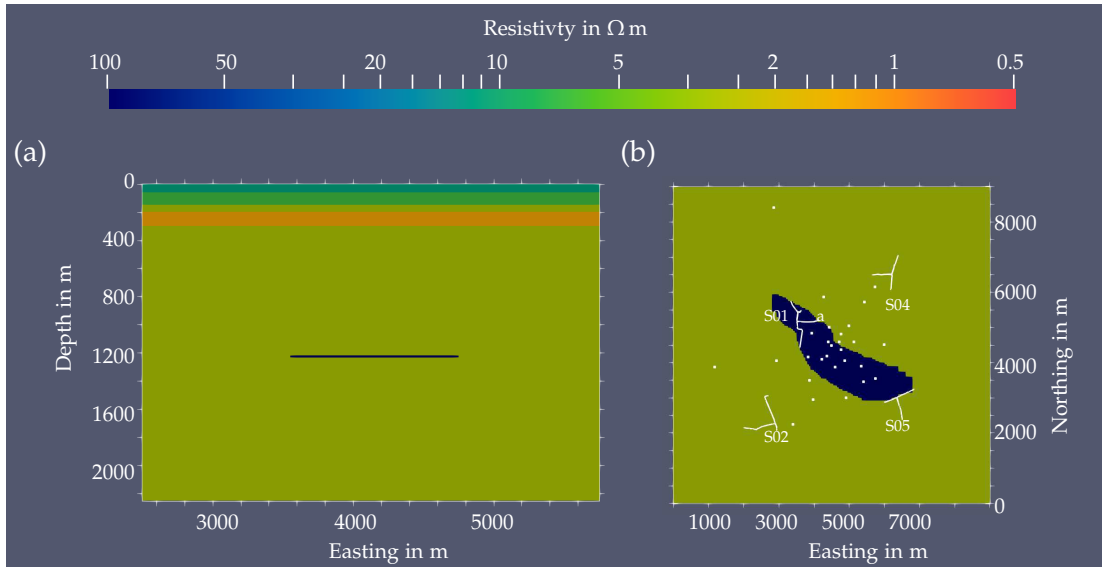 Resistivty in Ω m
100 50 20 10 5 2 1 0.5
(a)
0
400
800
1200
1600
2000
Depth in m
3000 4000 5000
Easting in m
(b)
S01 a
S04
S02
S05
8000
6000
4000
2000
0
Northing in m
1000 3000 5000 7000
Easting in m